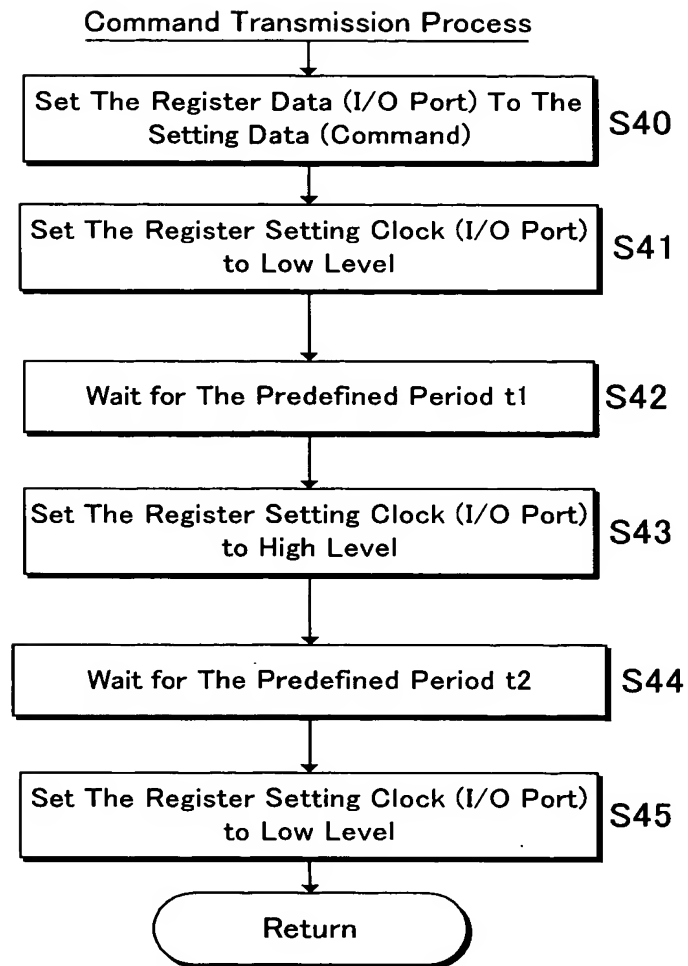 Command Transmission Process
Set The Register Data (I/O Port) To The
Setting Data (Command)
S40
Set The Register Setting Clock (I/O Port)
to Low Level
S41
Wait for The Predefined Period t1
S42
Set The Register Setting Clock (I/O Port)
to High Level
S43
Wait for The Predefined Period t2
S44
Set The Register Setting Clock (I/O Port)
to Low Level
S45
Return